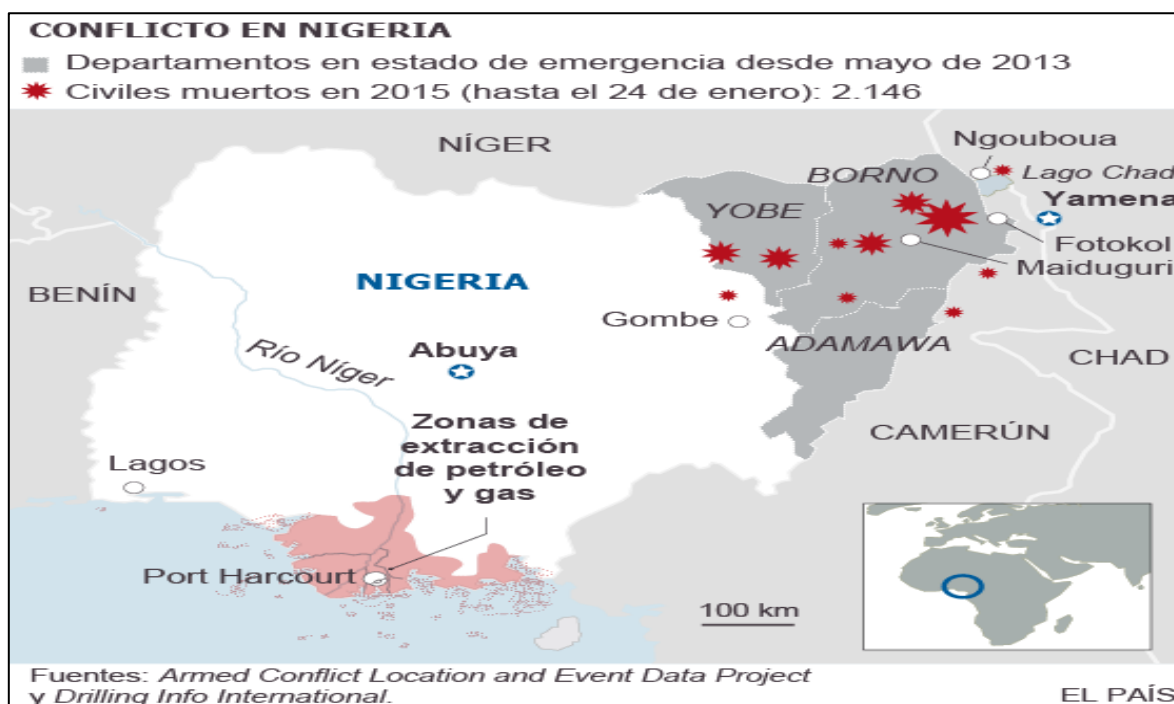 CONFLICTO EN NIGERIA
Departamentos en estado de emergencia desde mayo de 2013
Civiles muertos en 2015 (hasta el 24 de enero): 2.146
NÍGER
Ngouboua
Lago Chad
BORNO
YOBE
Yamena
Fotokol
Maiduguri
NIGERIA
BENÍN
Gombe
ADAMAWA
CHAD
Río Níger
Abuya
CAMERÚN
Zonas de
extracción
de petróleo
y gas
Lagos
Port Harcourt
100 km
Fuentes: Armed Conflict Location and Event Data Project
y Drilling Info International.
EL PAÍS